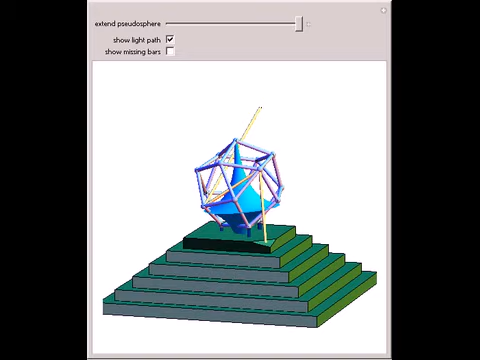 extend pseudosphere
show light path
show missing bars